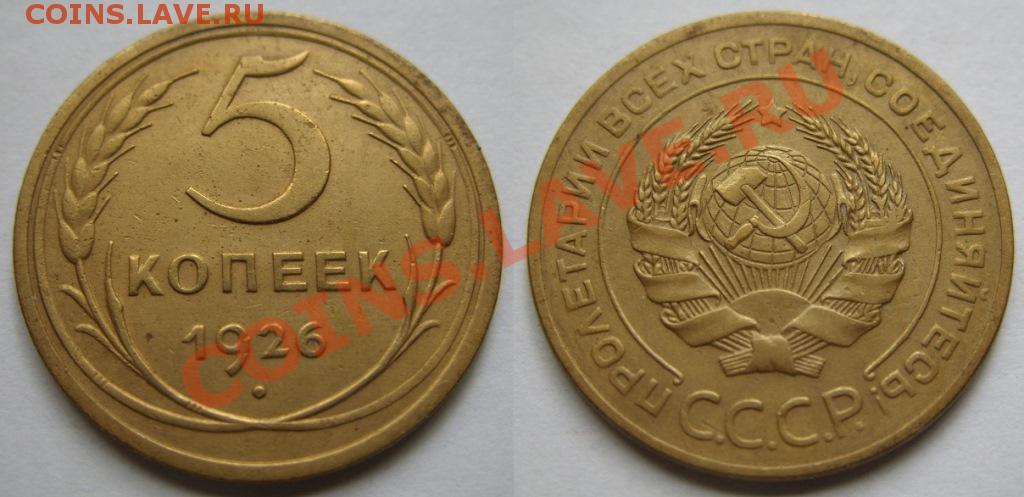 COINS.LAVE.RU
5
КОПЕЕК
1926
COINS.LAVE.RU
ПРОЛЕТАРИИ ВСЕХ СТРАН, СОЕДИНЯЙТЕСЬ!
С.С.С.Р.